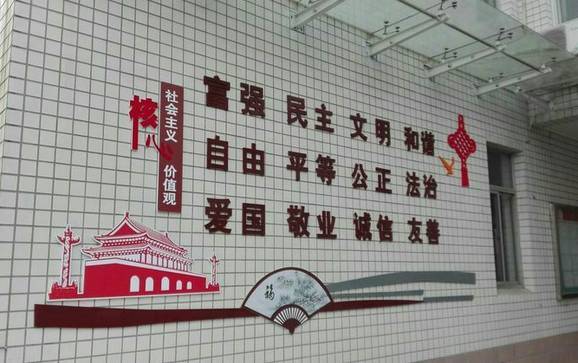 社会主义
核心
价值观
富强 民主 文明 和谐
自由 平等 公正 法治
爱国 敬业 诚信 友善